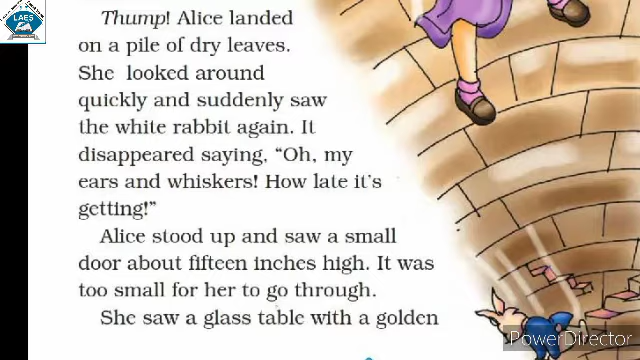 LAES
Thump! Alice landed
on a pile of dry leaves.
She looked around
quickly and suddenly saw
the white rabbit again. It
disappeared saying, “Oh, my
ears and whiskers! How late it’s
getting!”
Alice stood up and saw a small
door about fifteen inches high. It was
too small for her to go through.
She saw a glass table with a golden
PowerDirector